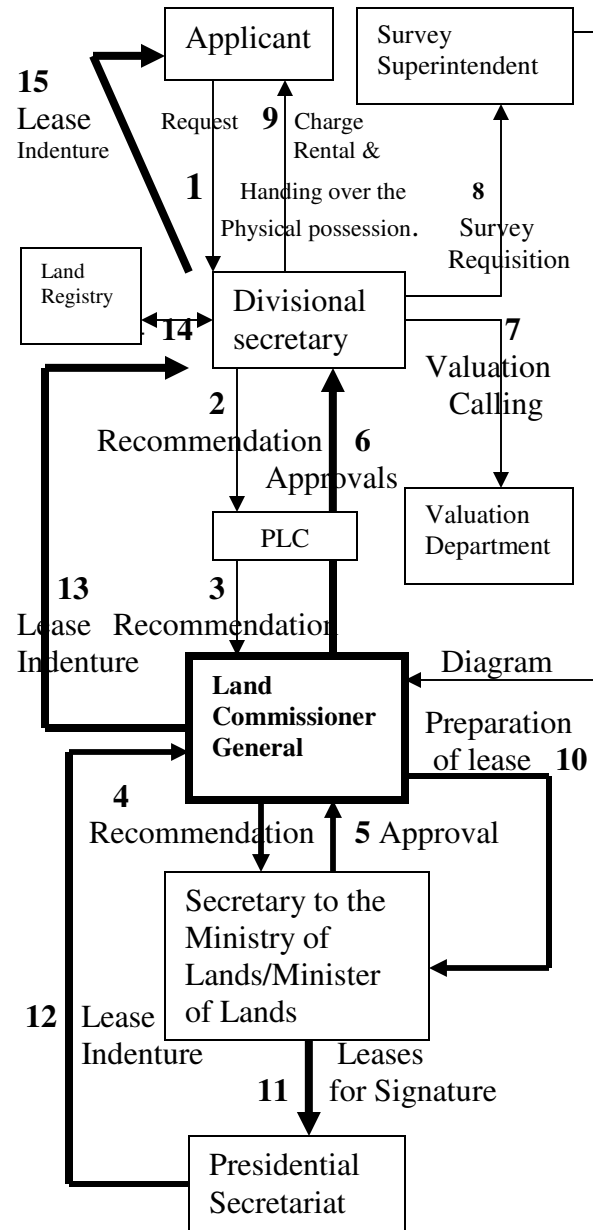 Applicant
Survey
Superintendent
15
Lease
Indenture
Request 9 Charge
Rental &
1 Handing over the
Physical possession.
8
Survey
Requisition
Land
Registry
14
Divisional
secretary
7
Valuation
Calling
2
Recommendation 6
Approvals
Valuation
Department
PLC
13 3
Lease Recommendation
Indenture
Land
Commissioner
General
Diagram
Preparation
of lease 10
4
Recommendation 5 Approval
Secretary to the
Ministry of
Lands/Minister
of Lands
12 Lease
Indenture
Leases
11 for Signature
Presidential
Secretariat